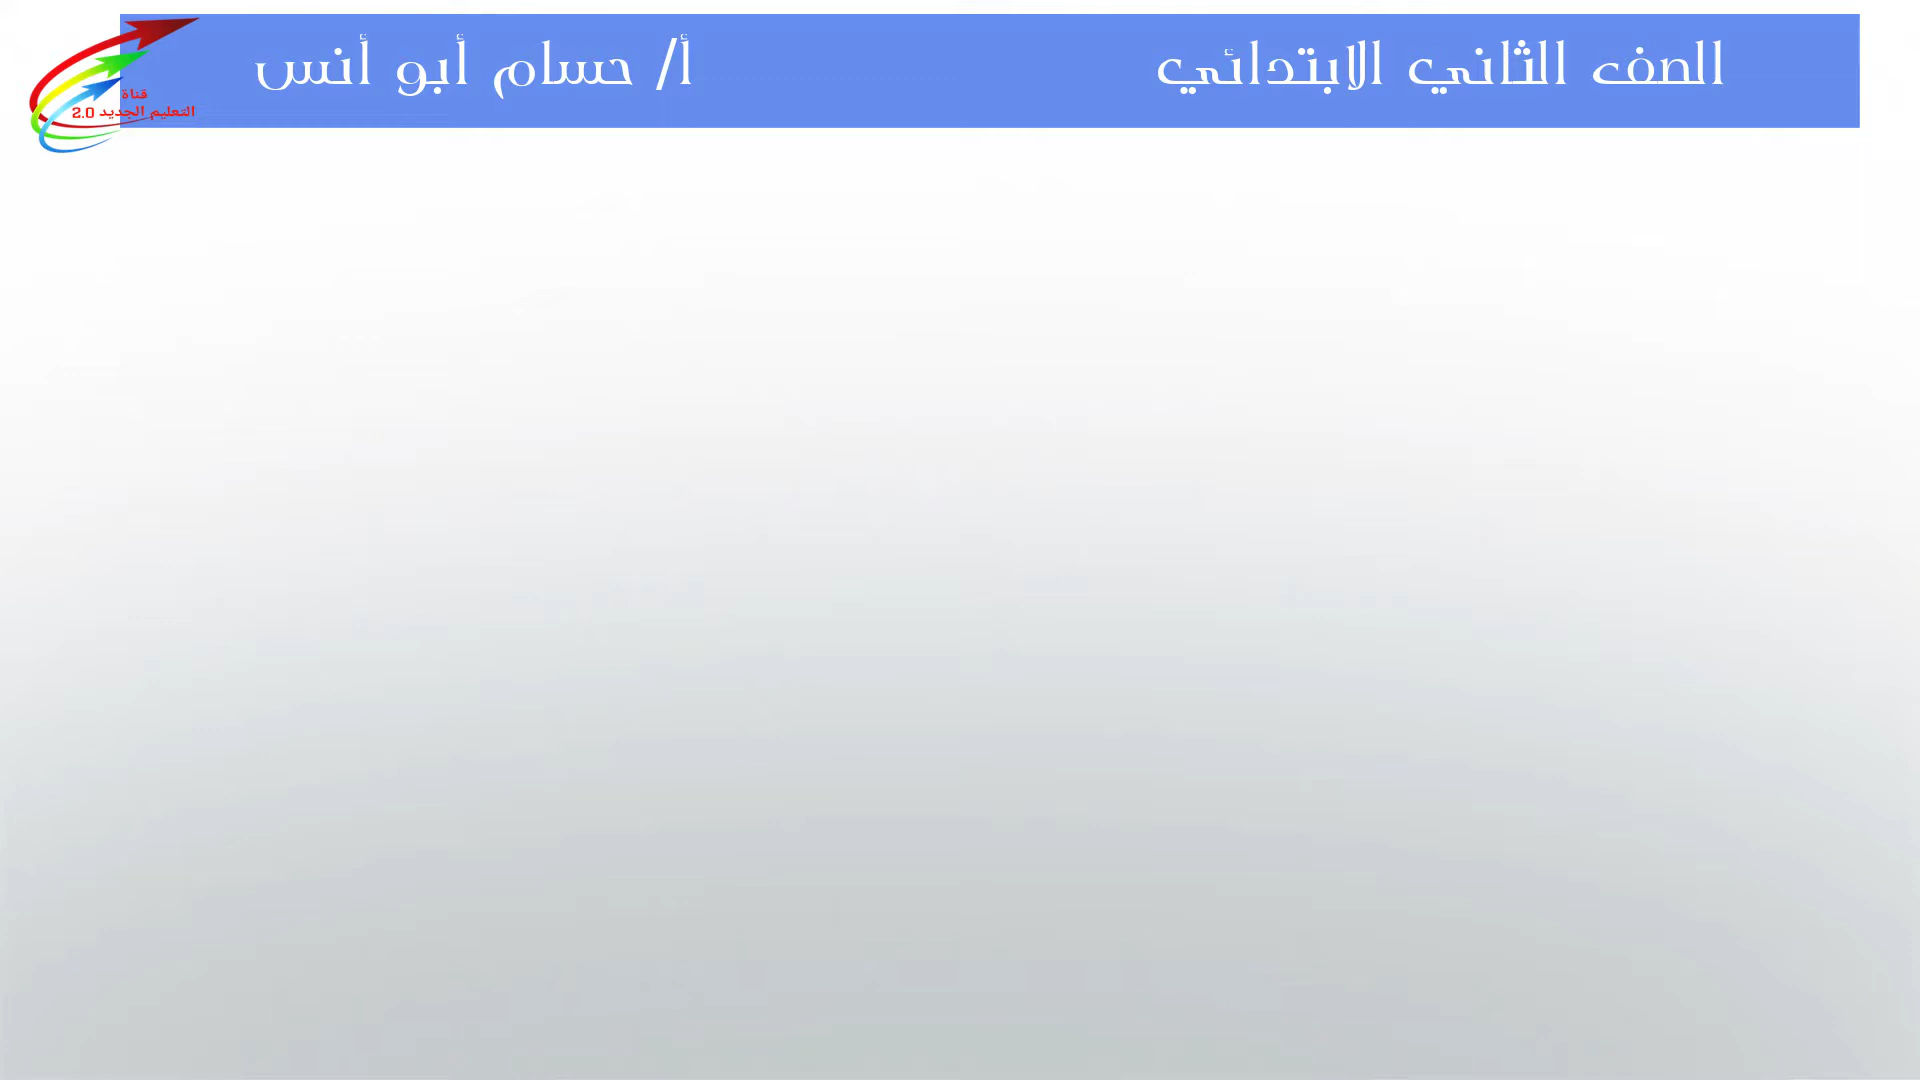 الصف الثاني الابتدائي
أ/ حسام أبو أنس
قناة
التعليم الجديد 2.0